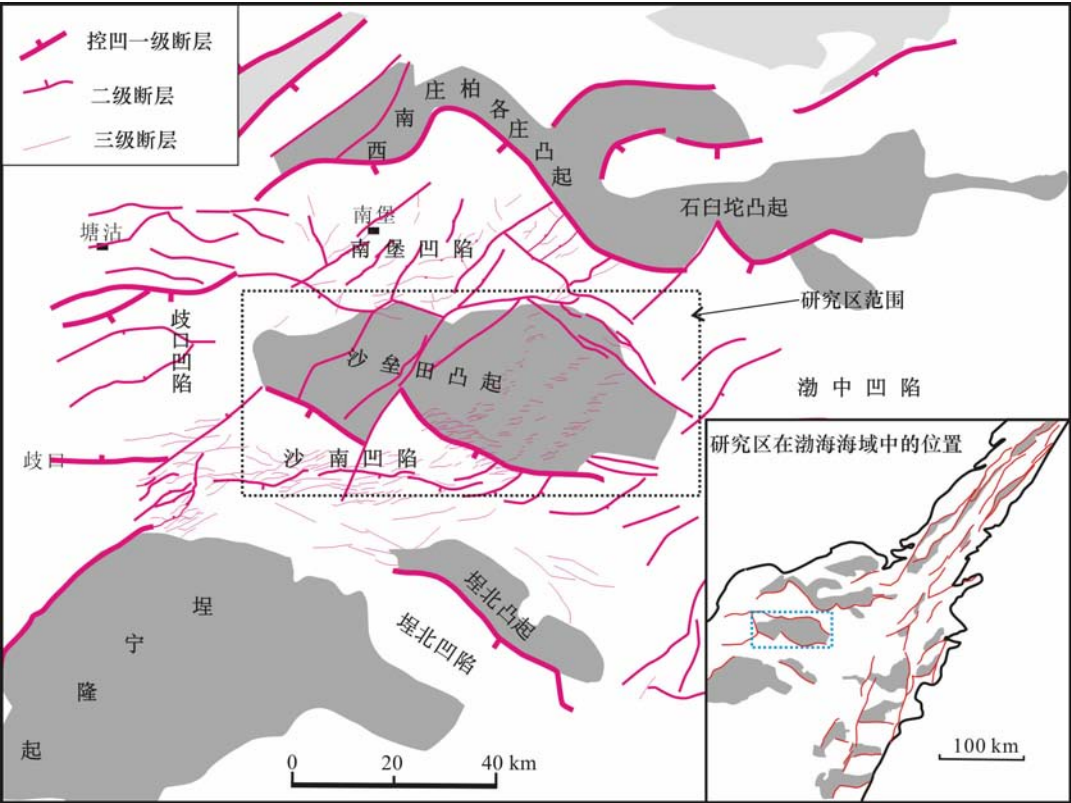 控凹一级断层
二级断层
三级断层
西南庄柏各庄凸起
石臼坨凸起
塘沽
南堡
南堡凹陷
研究区范围
歧口凹陷
沙垒田凸起
渤中凹陷
歧口
沙南凹陷
研究区在渤海海域中的位置
埕北凸起
埕北凹陷
埕宁隆起
0 20 40 km
100 km